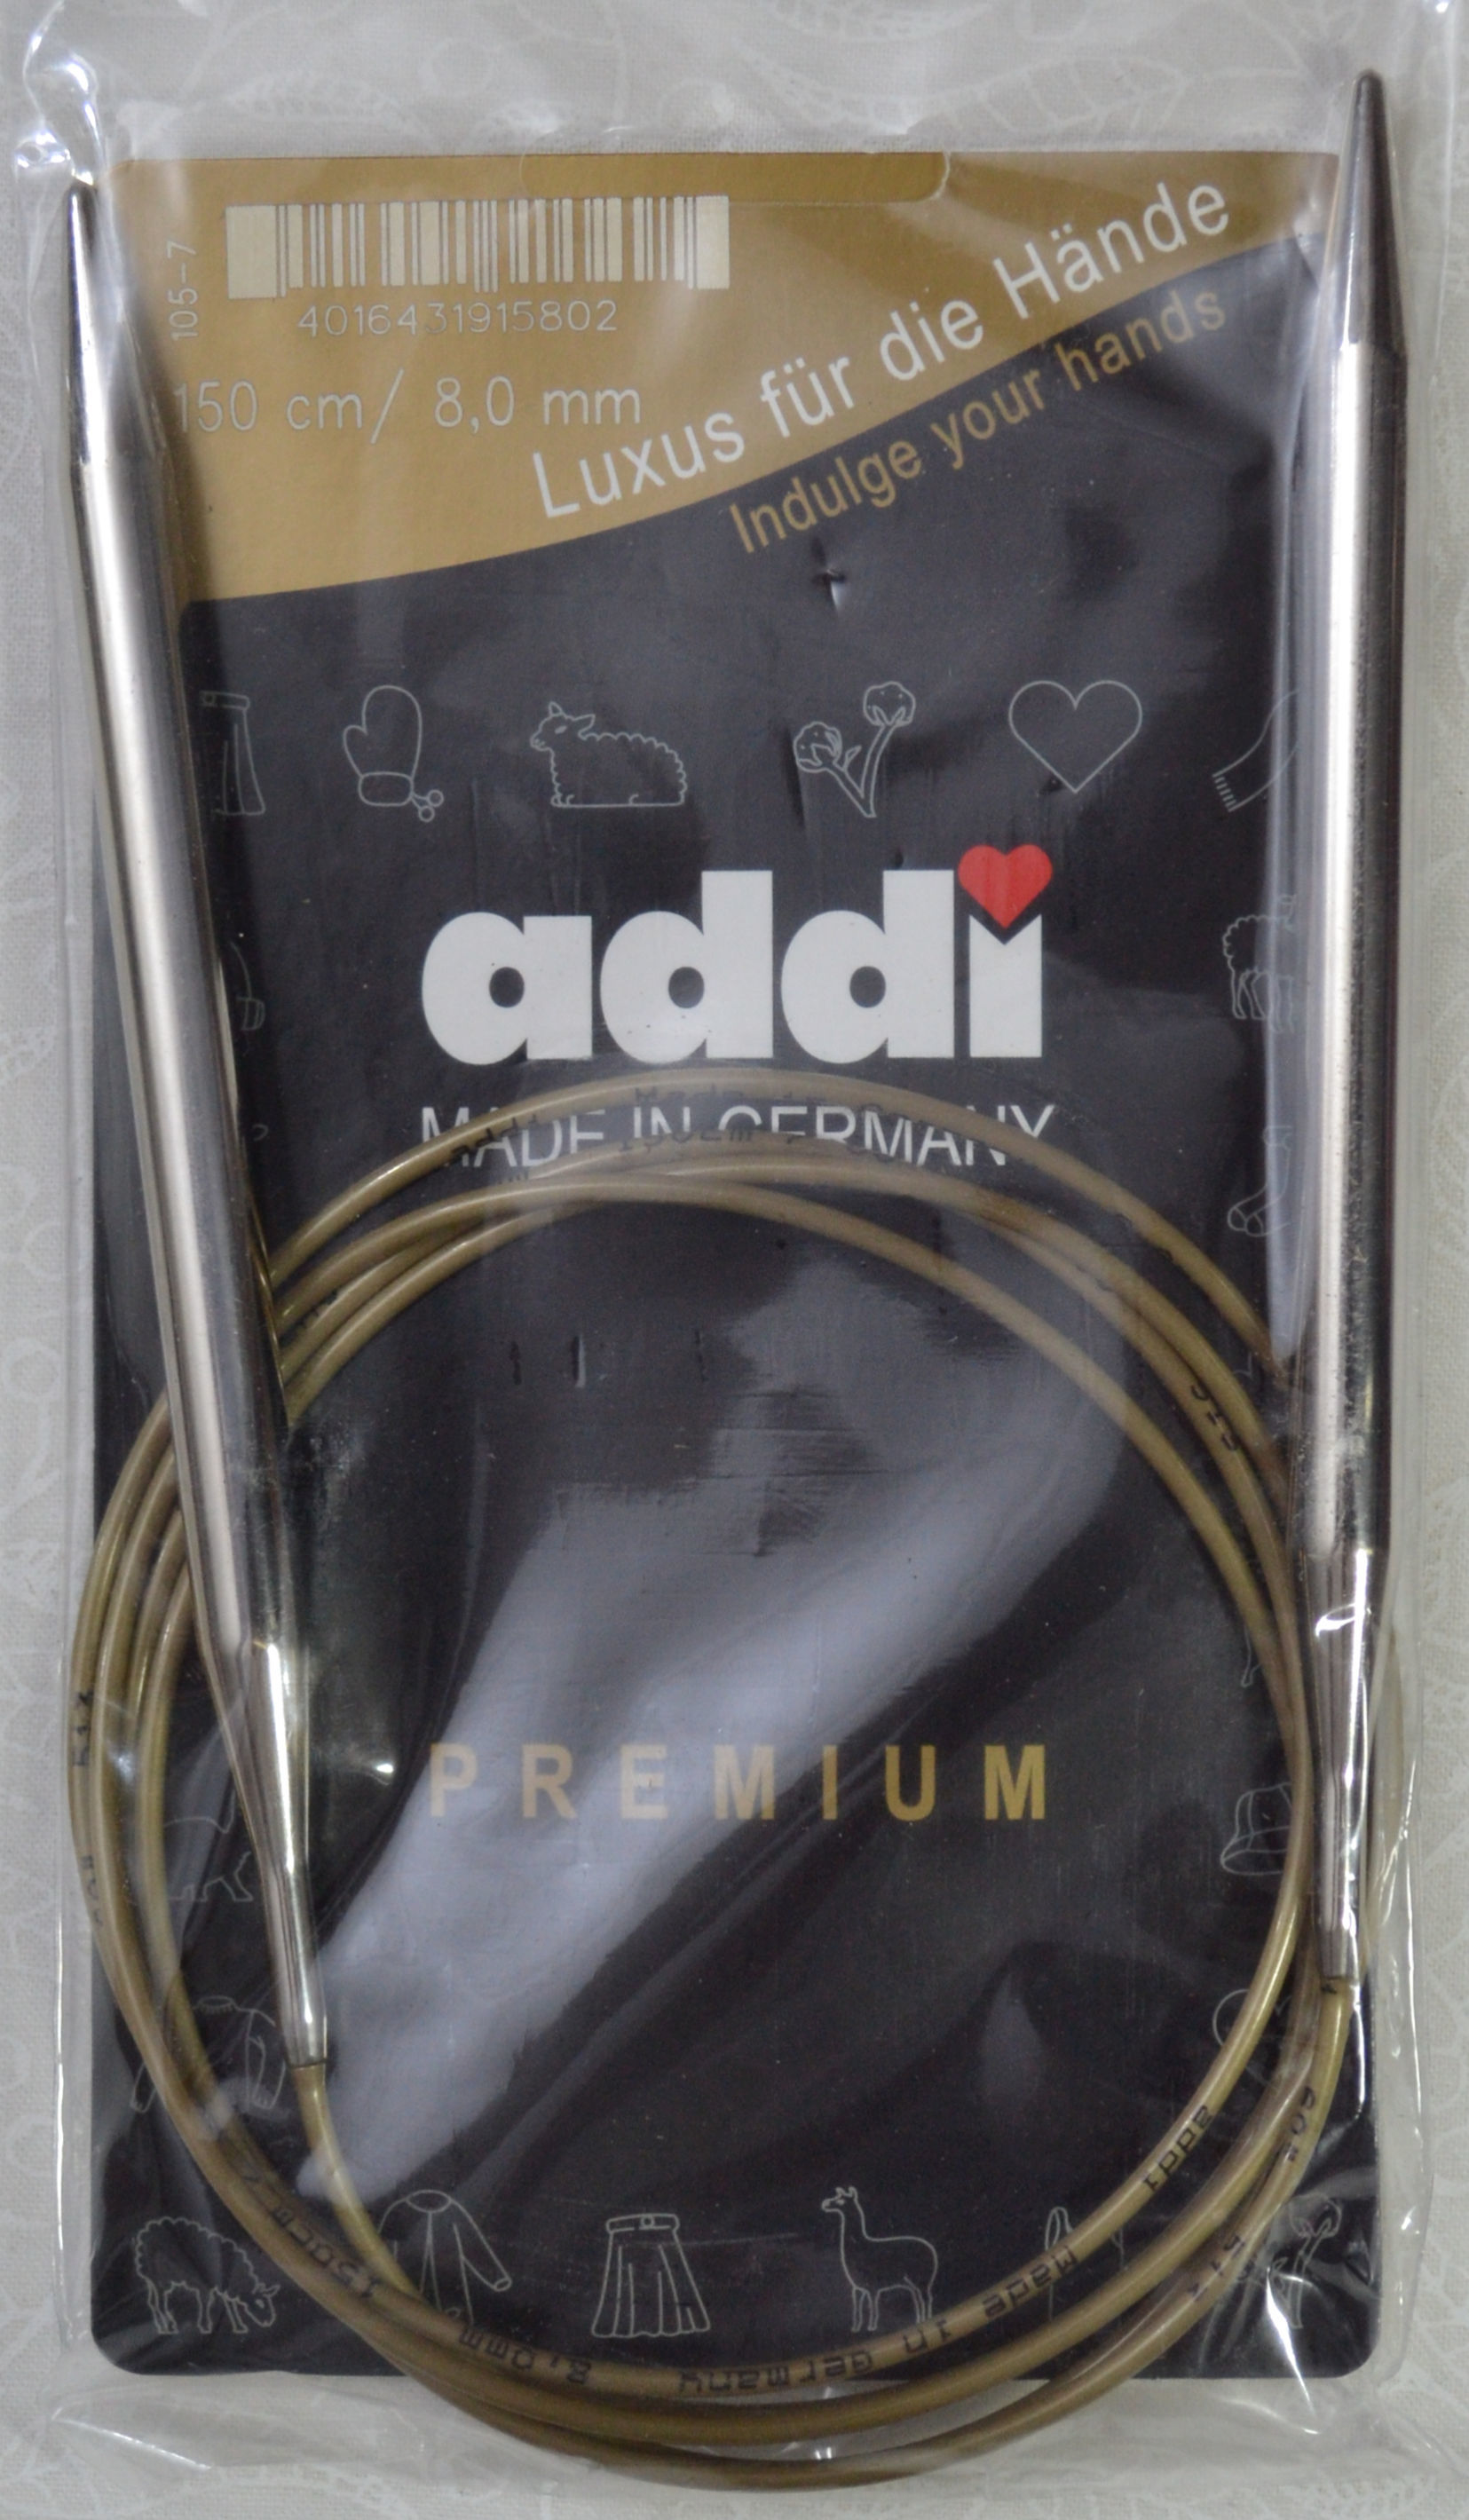 105-7
4016431915802
150 cm/ 8,0 mm
Luxus für die Hände
Indulge your hands
addi
MADE IN GERMANY
PREMIUM
addi Made in Germany
8,0mm
150cm